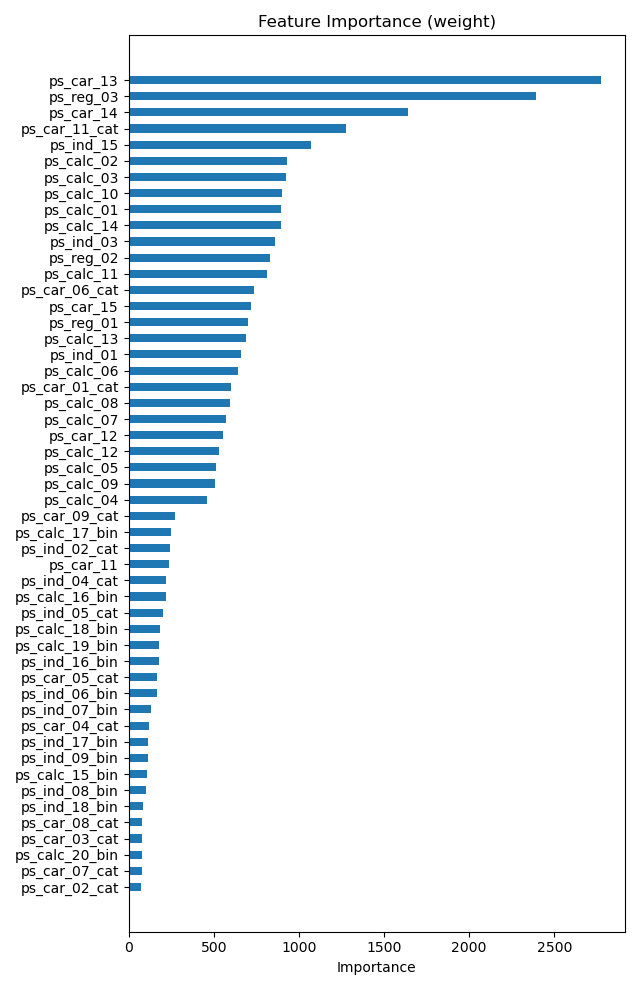 Feature Importance (weight)
ps_car_13
ps_reg_03
ps_car_14
ps_car_11_cat
ps_ind_15
ps_calc_02
ps_calc_03
ps_calc_10
ps_calc_01
ps_calc_14
ps_ind_03
ps_reg_02
ps_calc_11
ps_car_06_cat
ps_car_15
ps_reg_01
ps_calc_13
ps_ind_01
ps_calc_06
ps_car_01_cat
ps_calc_08
ps_calc_07
ps_car_12
ps_calc_12
ps_calc_05
ps_calc_09
ps_calc_04
ps_car_09_cat
ps_calc_17_bin
ps_ind_02_cat
ps_car_11
ps_ind_04_cat
ps_calc_16_bin
ps_ind_05_cat
ps_calc_18_bin
ps_calc_19_bin
ps_ind_16_bin
ps_car_05_cat
ps_ind_06_bin
ps_ind_07_bin
ps_car_04_cat
ps_ind_17_bin
ps_ind_09_bin
ps_calc_15_bin
ps_ind_08_bin
ps_ind_18_bin
ps_car_08_cat
ps_car_03_cat
ps_calc_20_bin
ps_car_07_cat
ps_car_02_cat
0 500 1000 1500 2000 2500
Importance